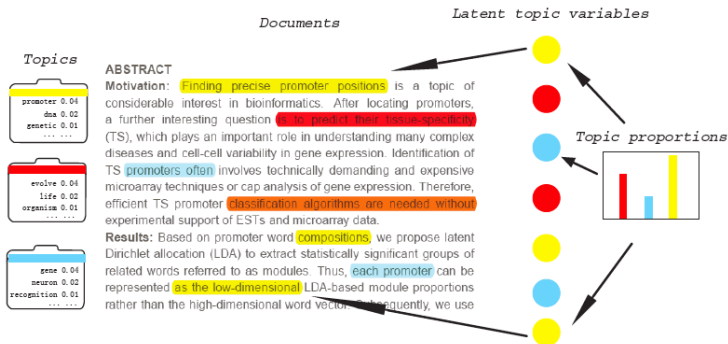 Latent topic variables
Documents
Topics
promoter 0.04
dna 0.02
genetic 0.01
... ...
evolve 0.04
life 0.02
organism 0.01
... ...
gene 0.04
neuron 0.02
recognition 0.01
... ...
ABSTRACT
Motivation: Finding precise promoter positions is a topic of
considerable interest in bioinformatics. After locating promoters,
a further interesting question is to predict their tissue-specificity
(TS), which plays an important role in understanding many complex
diseases and cell-cell variability in gene expression. Identification of
TS promoters often involves technically demanding and expensive
microarray techniques or cap analysis of gene expression. Therefore,
efficient TS promoter classification algorithms are needed without
experimental support of ESTs and microarray data.
Results: Based on promoter word compositions, we propose latent
Dirichlet allocation (LDA) to extract statistically significant groups of
related words referred to as modules. Thus, each promoter can be
represented as the low-dimensional LDA-based module proportions
rather than the high-dimensional word vector. Subsequently, we use
Topic proportions